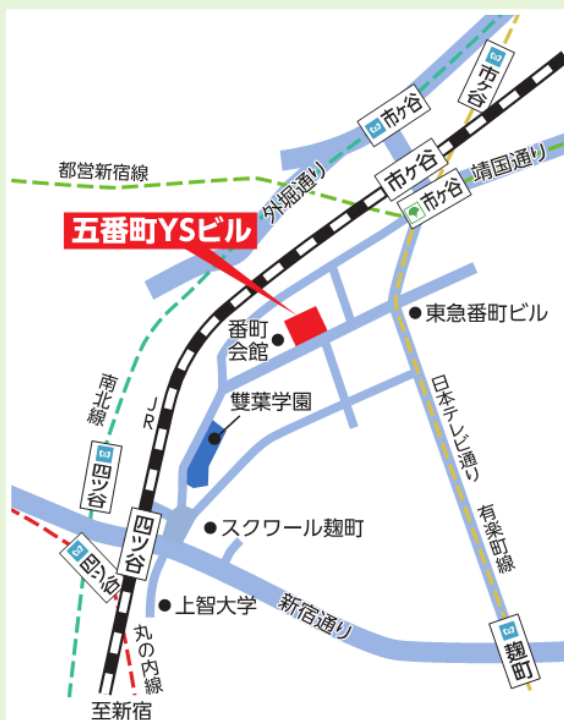 市ケ谷
市ケ谷
都営新宿線
外堀通り
市ケ谷
靖国通り
市ケ谷
五番町YSビル
番町
会館
東急番町ビル
南北線
JR
雙葉学園
日本テレビ通り
四ツ谷
四ツ谷
四ツ谷
スクワール麹町
有楽町線
上智大学
新宿通り
丸の内線
麹町
至新宿